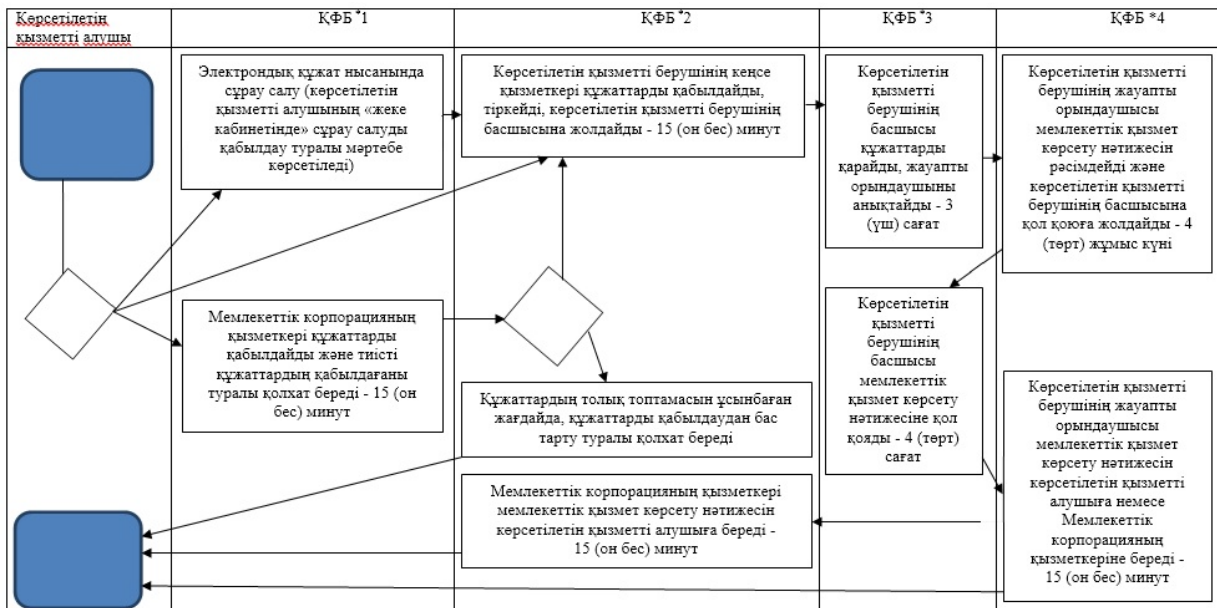 Көрсетілетін
қызметті алушы
ҚФБ *1
ҚФБ *2
ҚФБ *3
ҚФБ *4
Электрондық құжат нысанында
сұрау салу (көрсетілетін
қызметті алушының «жеке
кабинетінде» сұрау салуды
қабылдау туралы мәртебе
көрсетіледі)
Көрсетілетін қызметті берушінің кеңсе
қызметкері құжаттарды қабылдайды,
тіркейді, көрсетілетін қызметті берушінің
басшысына жолдайды - 15 (он бес) минут
Көрсетілетін
қызметті
берушінің
басшысы
құжаттарды
қарайды, жауапты
орындаушыны
анықтайды - 3
(үш) сағат
Көрсетілетін қызметті
берушінің жауапты
орындаушысы
мемлекеттік қызмет
көрсету нәтижесін
рәсімдейді және
көрсетілетін қызметті
берушінің басшысына
қол қоюға жолдайды - 4
(төрт) жұмыс күні
Мемлекеттік корпорацияның
қызметкері құжаттарды
қабылдайды және тиісті
құжаттардың қабылдағаны
туралы қолхат береді - 15 (он
бес) минут
Құжаттардың толық топтамасын ұсынбаған
жағдайда, құжаттарды қабылдаудан бас
тарту туралы қолхат береді
Көрсетілетін
қызметті
берушінің
басшысы
мемлекеттік
қызмет көрсету
нәтижесіне қол
қояды - 4 (төрт)
сағат
Көрсетілетін қызметті
берушінің жауапты
орындаушысы
мемлекеттік қызмет
көрсету нәтижесін
көрсетілетін қызметті
алушыға немесе
Мемлекеттік
корпорацияның
қызметкеріне береді -
15 (он бес) минут
Мемлекеттік корпорацияның қызметкері
мемлекеттік қызмет көрсету нәтижесін
көрсетілетін қызметті алушыға береді -
15 (он бес) минут